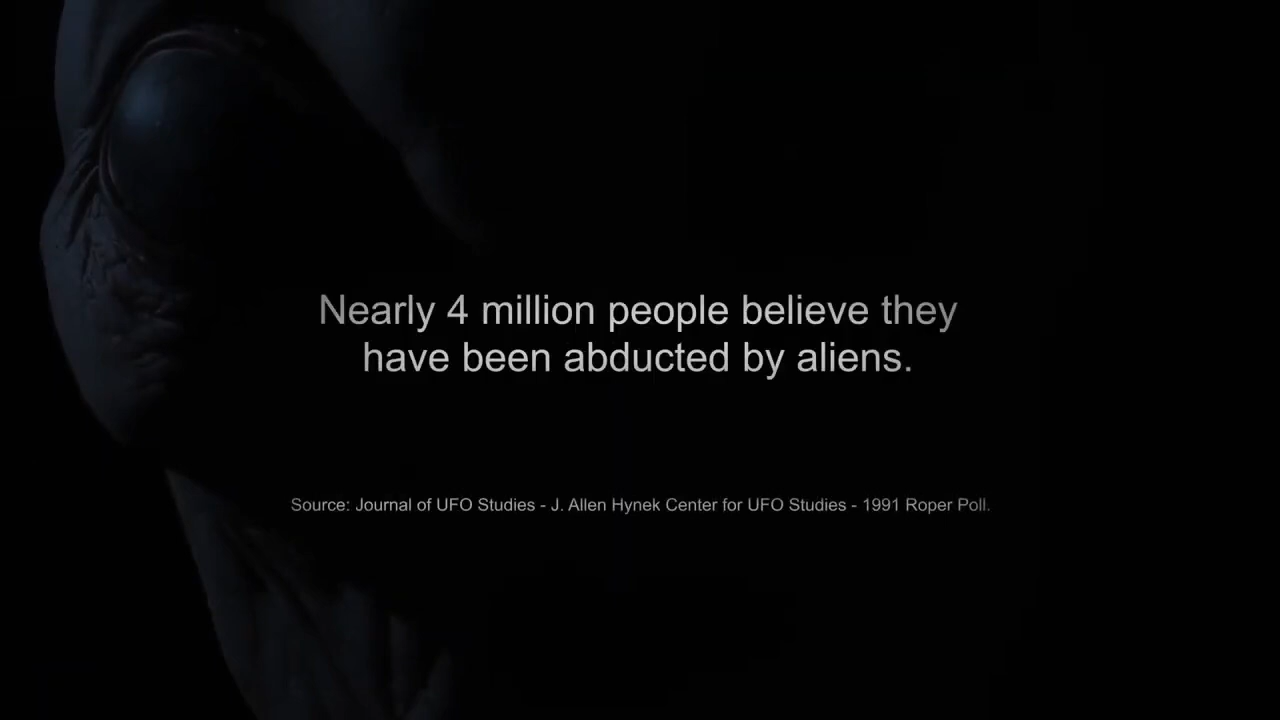 Nearly 4 million people believe they
have been abducted by aliens.
Source: Journal of UFO Studies - J. Allen Hynek Center for UFO Studies - 1991 Roper Poll.